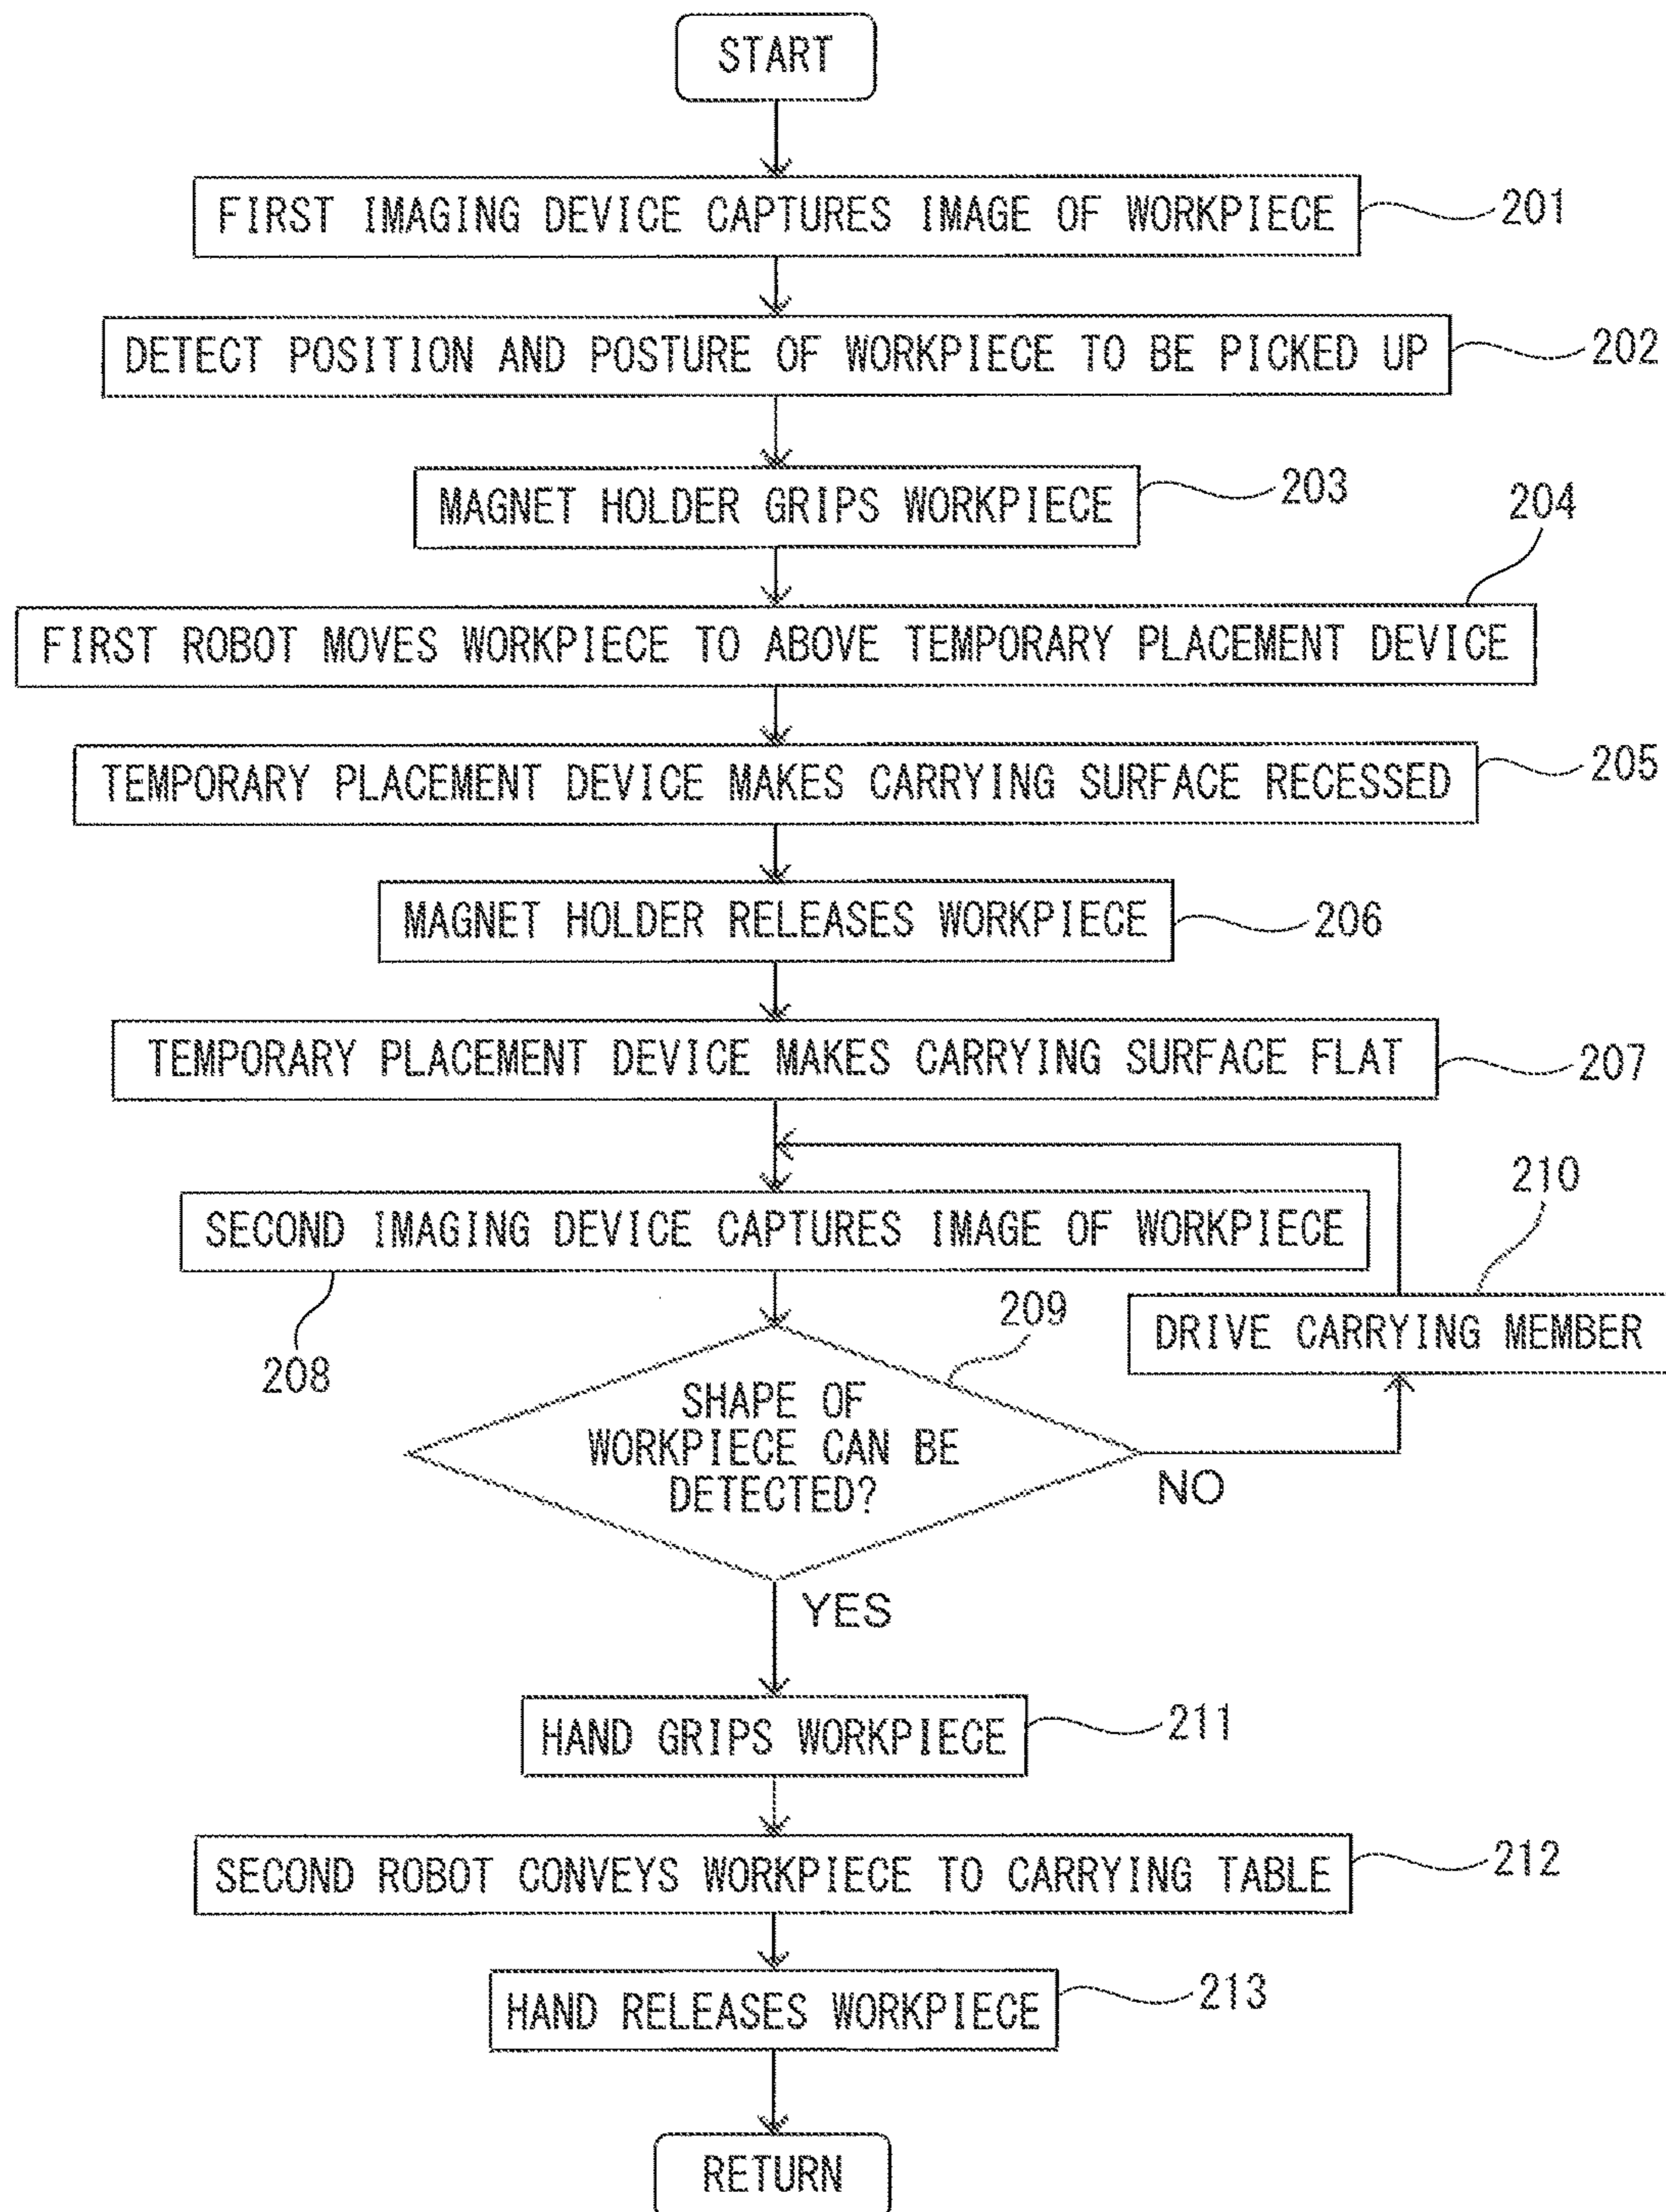 START
FIRST IMAGING DEVICE CAPTURES IMAGE OF WORKPIECE
201
DETECT POSITION AND POSTURE OF WORKPIECE TO BE PICKED UP
202
MAGNET HOLDER GRIPS WORKPIECE
203
204
FIRST ROBOT MOVES WORKPIECE TO ABOVE TEMPORARY PLACEMENT DEVICE
TEMPORARY PLACEMENT DEVICE MAKES CARRYING SURFACE RECESSED
205
MAGNET HOLDER RELEASES WORKPIECE
206
TEMPORARY PLACEMENT DEVICE MAKES CARRYING SURFACE FLAT
207
SECOND IMAGING DEVICE CAPTURES IMAGE OF WORKPIECE
208
210
DRIVE CARRYING MEMBER
209
SHAPE OF
WORKPIECE CAN BE
DETECTED?
NO
YES
HAND GRIPS WORKPIECE
211
SECOND ROBOT CONVEYS WORKPIECE TO CARRYING TABLE
212
HAND RELEASES WORKPIECE
213
RETURN